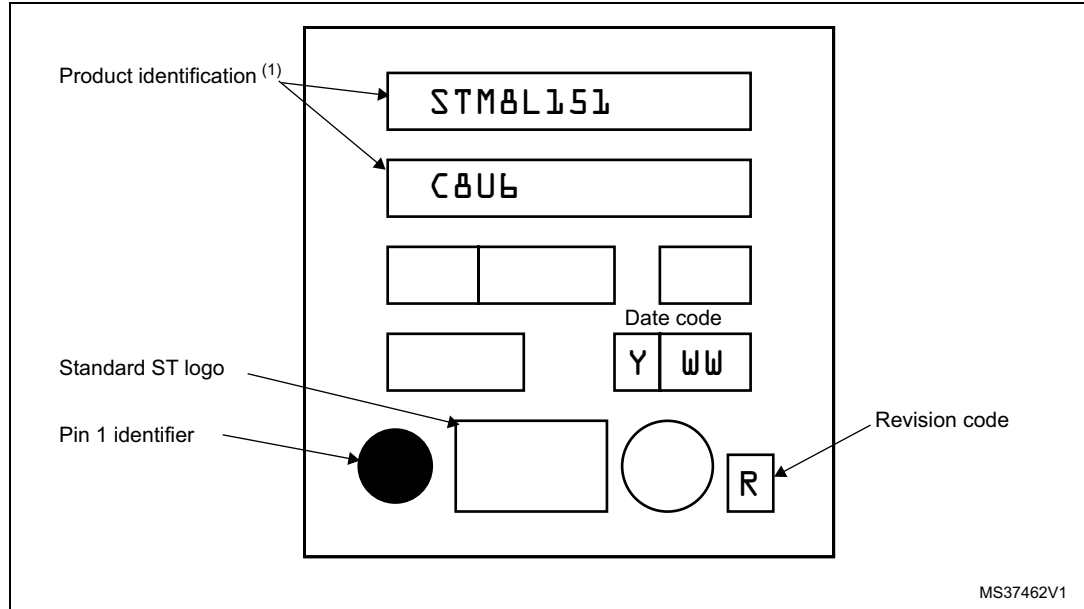 Product identification (1)
STM8L151
C8U6
Date code
Y WW
Standard ST logo
Pin 1 identifier
Revision code
R
MS37462V1